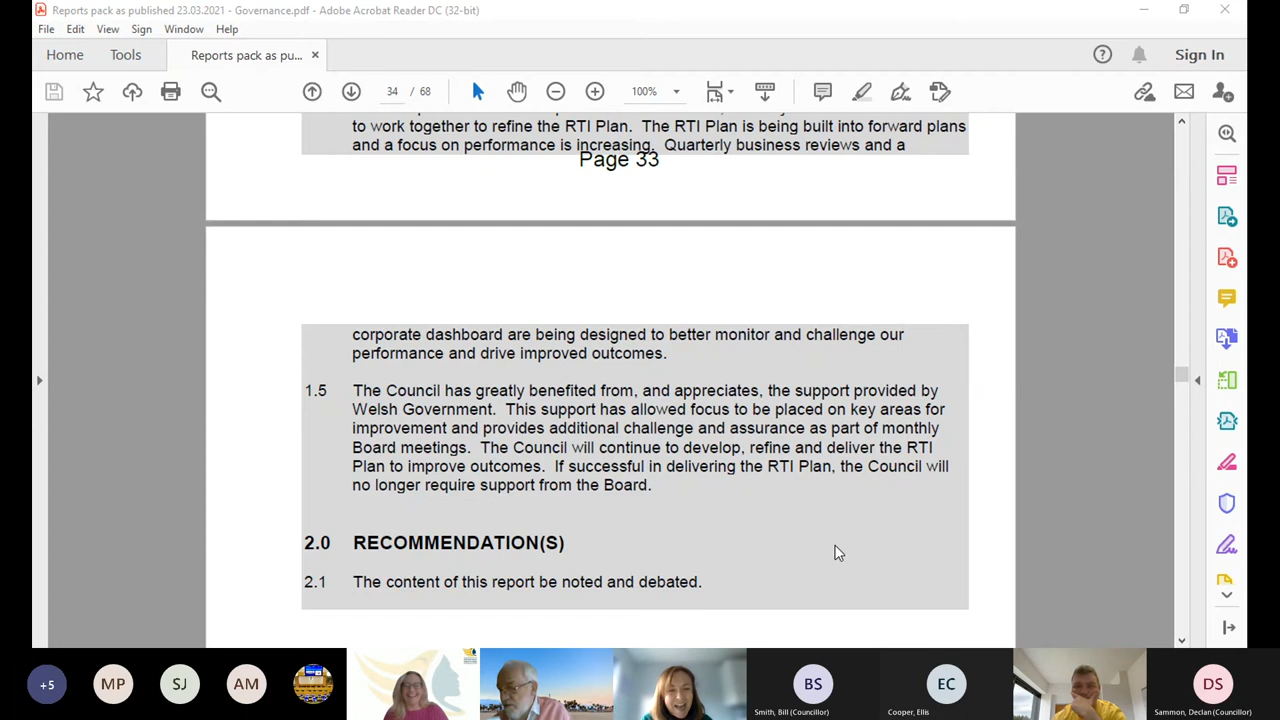 Reports pack as published 23.03.2021 - Governance.pdf - Adobe Acrobat Reader DC (32-bit)
File Edit View Sign Window Help
Home Tools Reports pack as pu... × Sign In
34 / 68 100%
to work together to refine the RTI Plan. The RTI Plan is being built into forward plans
and a focus on performance is increasing. Quarterly business reviews and a
Page 33
corporate dashboard are being designed to better monitor and challenge our
performance and drive improved outcomes.
1.5 The Council has greatly benefited from, and appreciates, the support provided by
Welsh Government. This support has allowed focus to be placed on key areas for
improvement and provides additional challenge and assurance as part of monthly
Board meetings. The Council will continue to develop, refine and deliver the RTI
Plan to improve outcomes. If successful in delivering the RTI Plan, the Council will
no longer require support from the Board.
2.0 RECOMMENDATION(S)
2.1 The content of this report be noted and debated.
+5 MP SJ AM BS EC DS
Smith, Bill (Councillor) Cooper, Ellis Sammon, Declan (Councillor)